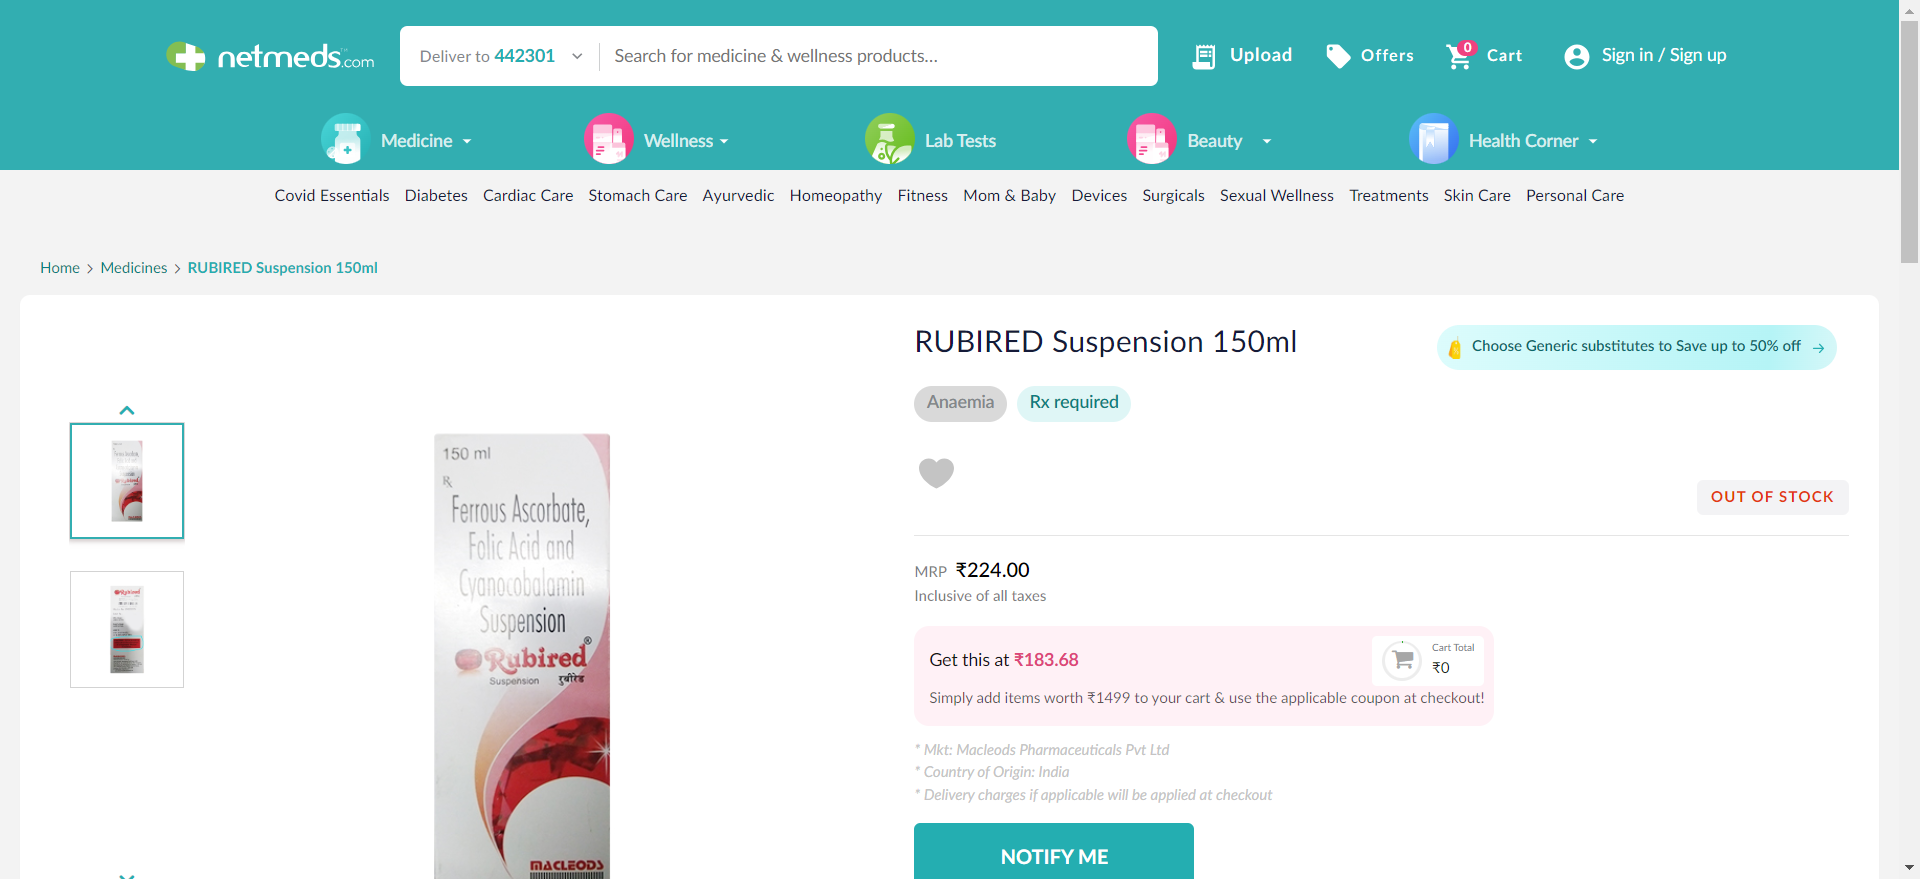 netmeds.com
Deliver to 442301
Search for medicine & wellness products...
Upload
Offers
0
Cart
Sign in / Sign up
Medicine
Wellness
Lab Tests
Beauty
Health Corner
Covid Essentials Diabetes Cardiac Care Stomach Care Ayurvedic Homeopathy Fitness Mom & Baby Devices Surgicals Sexual Wellness Treatments Skin Care Personal Care
Home > Medicines > RUBIRED Suspension 150ml
RUBIRED Suspension 150ml
Choose Generic substitutes to Save up to 50% off →
Anaemia
Rx required
OUT OF STOCK
MRP ₹224.00
Inclusive of all taxes
Get this at ₹183.68
Cart Total
₹0
Simply add items worth ₹1499 to your cart & use the applicable coupon at checkout!
* Mkt: Macleods Pharmaceuticals Pvt Ltd
* Country of Origin: India
* Delivery charges if applicable will be applied at checkout
NOTIFY ME
150 ml
Rx
Ferrous Ascorbate,
Folic Acid and
Cyanocobalamin
Suspension
Rubired®
Suspension रुबीरेड
MACLEODS